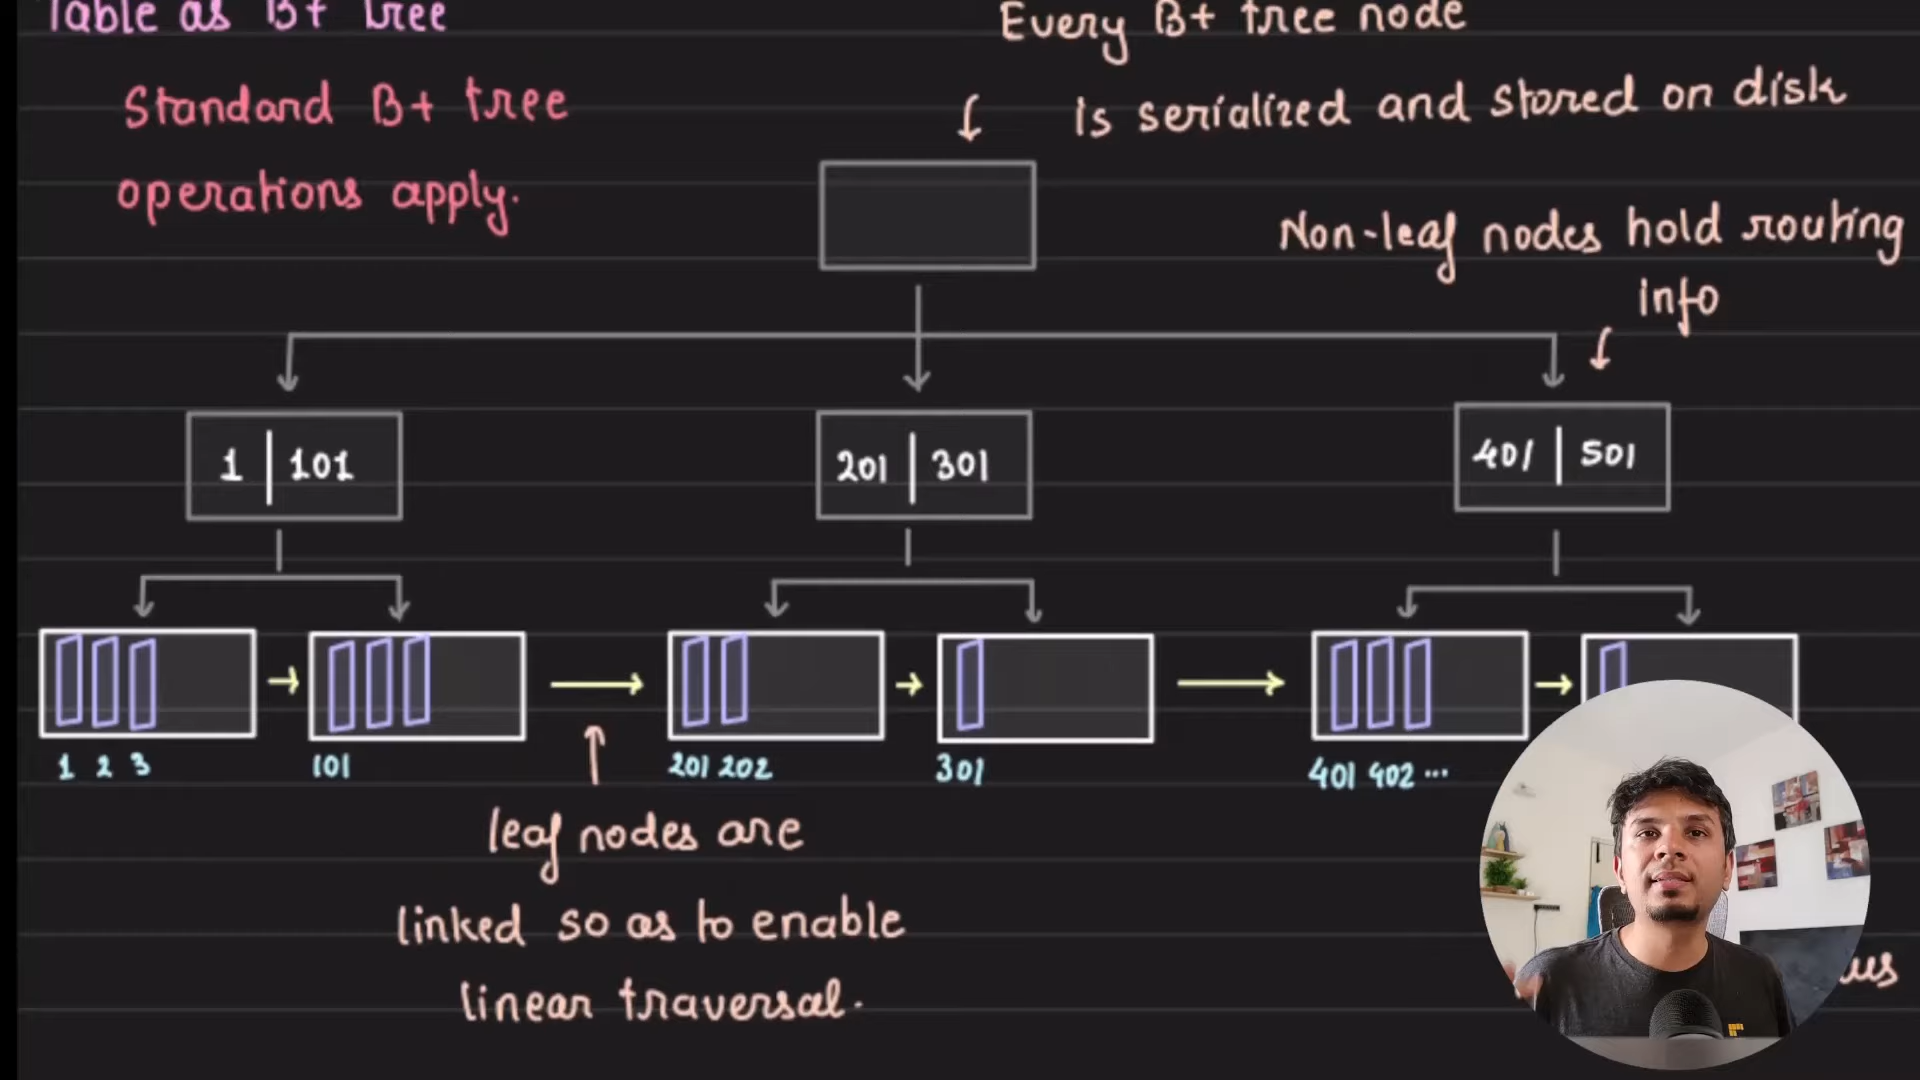 Table as B+ Tree
Standard B+ tree
operations apply.
Every B+ tree node
is serialized and stored on disk
Non-leaf nodes hold routing
info
1 | 101
201 | 301
401 | 501
1 2 3
101
201 202
301
401 402 ...
leaf nodes are
linked so as to enable
linear traversal.